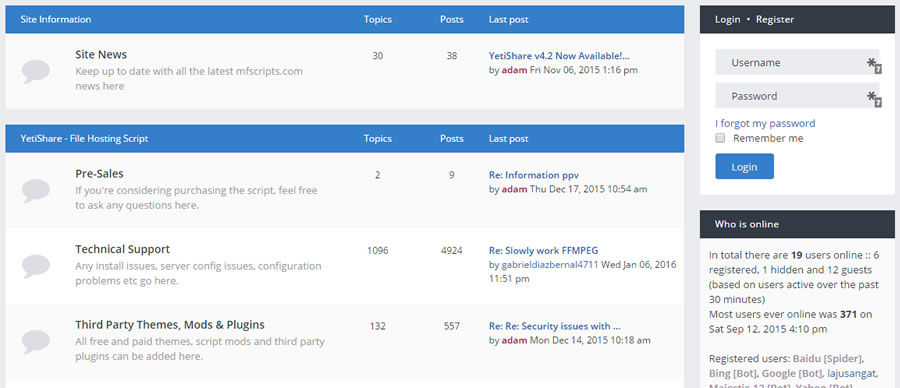 Site Information Topics Posts Last post
Site News 30 38 YetiShare v4.2 Now Available!...
Keep up to date with all the latest mfscripts.com by adam Fri Nov 06, 2015 1:16 pm
news here
YetiShare - File Hosting Script Topics Posts Last post
Pre-Sales 2 9 Re: Information ppv
If you're considering purchasing the script, feel free by adam Thu Dec 17, 2015 10:54 am
to ask any questions here.
Technical Support 1096 4924 Re: Slowly work FFMPEG
Any install issues, server config issues, configuration by gabrieldiazbernal4711 Wed Jan 06, 2016
problems etc go here. 11:51 pm
Third Party Themes, Mods & Plugins 132 557 Re: Re: Security issues with ...
All free and paid themes, script mods and third party by adam Mon Dec 14, 2015 10:18 am
plugins can be added here.
Login • Register
Username
Password
I forgot my password
Remember me
Login
Who is online
In total there are 19 users online :: 6
registered, 1 hidden and 12 guests
(based on users active over the past
30 minutes)
Most users ever online was 371 on
Sat Sep 12, 2015 4:10 pm
Registered users: Baidu [Spider],
Bing [Bot], Google [Bot], lajusangat,
Majestic-12 [Bot], Yahoo [Bot]